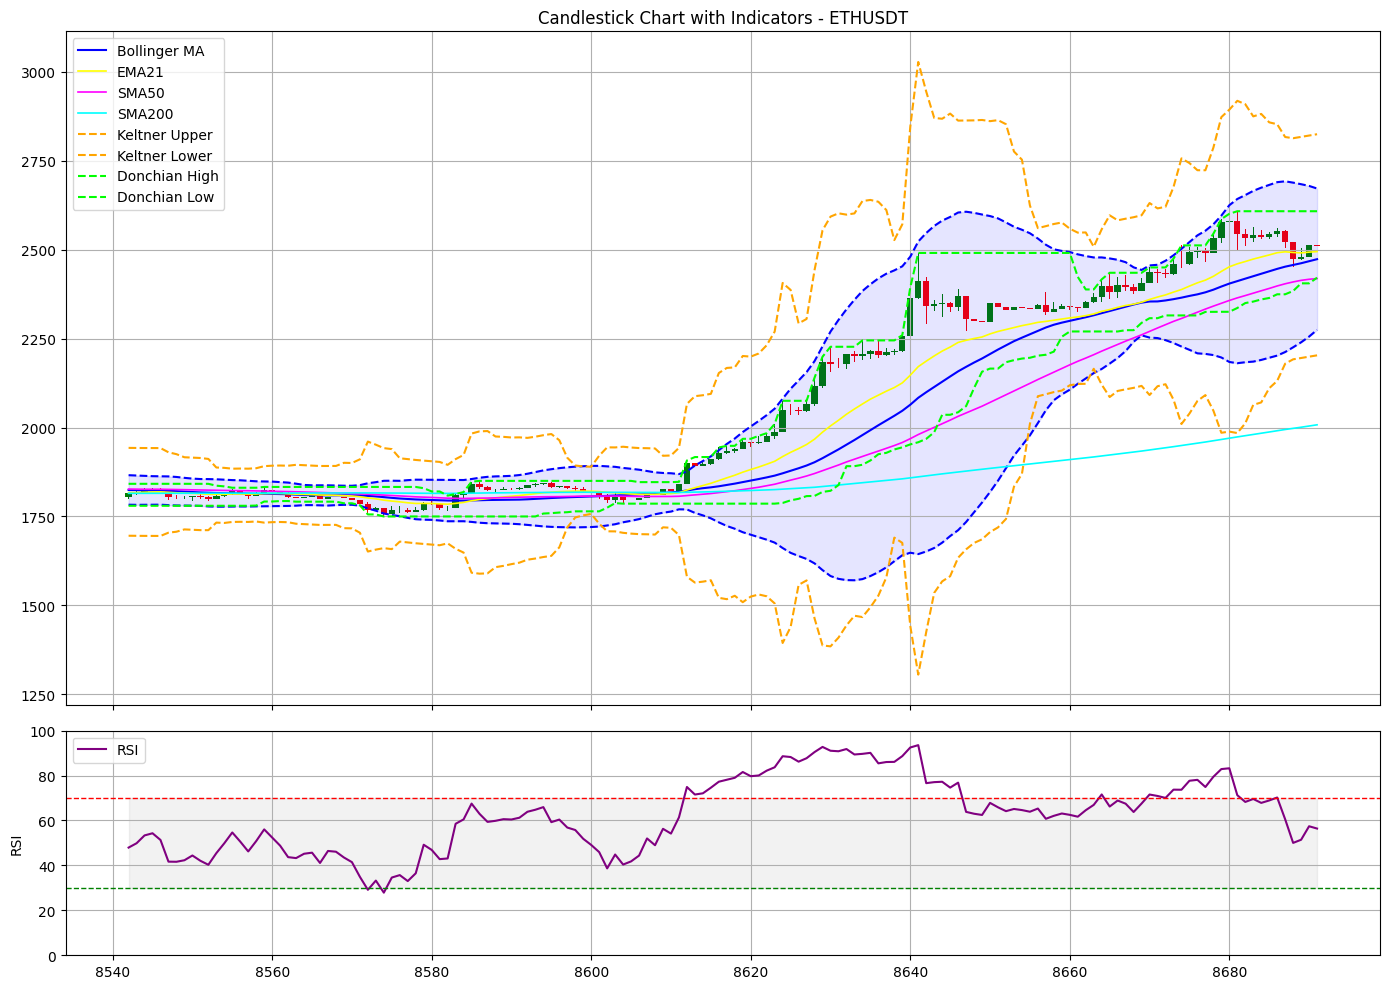 Candlestick Chart with Indicators - ETHUSDT
Bollinger MA
EMA21
SMA50
SMA200
Keltner Upper
Keltner Lower
Donchian High
Donchian Low
3000
2750
2500
2250
2000
1750
1500
1250
RSI
100
80
60
40
20
0
RSI
8540 8560 8580 8600 8620 8640 8660 8680